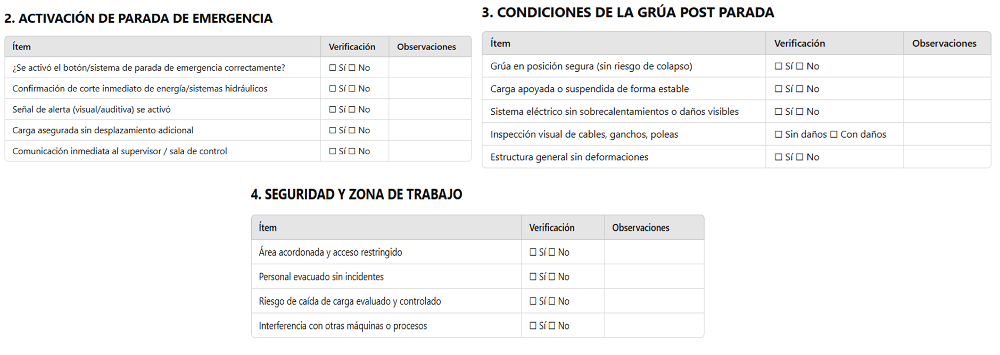 2. ACTIVACIÓN DE PARADA DE EMERGENCIA
Ítem Verificación Observaciones
¿Se activó el botón/sistema de parada de emergencia correctamente? ☐ Sí ☐ No
Confirmación de corte inmediato de energía/sistemas hidráulicos ☐ Sí ☐ No
Señal de alerta (visual/auditiva) se activó ☐ Sí ☐ No
Carga asegurada sin desplazamiento adicional ☐ Sí ☐ No
Comunicación inmediata al supervisor / sala de control ☐ Sí ☐ No
3. CONDICIONES DE LA GRÚA POST PARADA
Ítem Verificación Observaciones
Grúa en posición segura (sin riesgo de colapso) ☐ Sí ☐ No
Carga apoyada o suspendida de forma estable ☐ Sí ☐ No
Sistema eléctrico sin sobrecalentamientos o daños visibles ☐ Sí ☐ No
Inspección visual de cables, ganchos, poleas ☐ Sin daños ☐ Con daños
Estructura general sin deformaciones ☐ Sí ☐ No
4. SEGURIDAD Y ZONA DE TRABAJO
Ítem Verificación Observaciones
Área acordonada y acceso restringido ☐ Sí ☐ No
Personal evacuado sin incidentes ☐ Sí ☐ No
Riesgo de caída de carga evaluado y controlado ☐ Sí ☐ No
Interferencia con otras máquinas o procesos ☐ Sí ☐ No